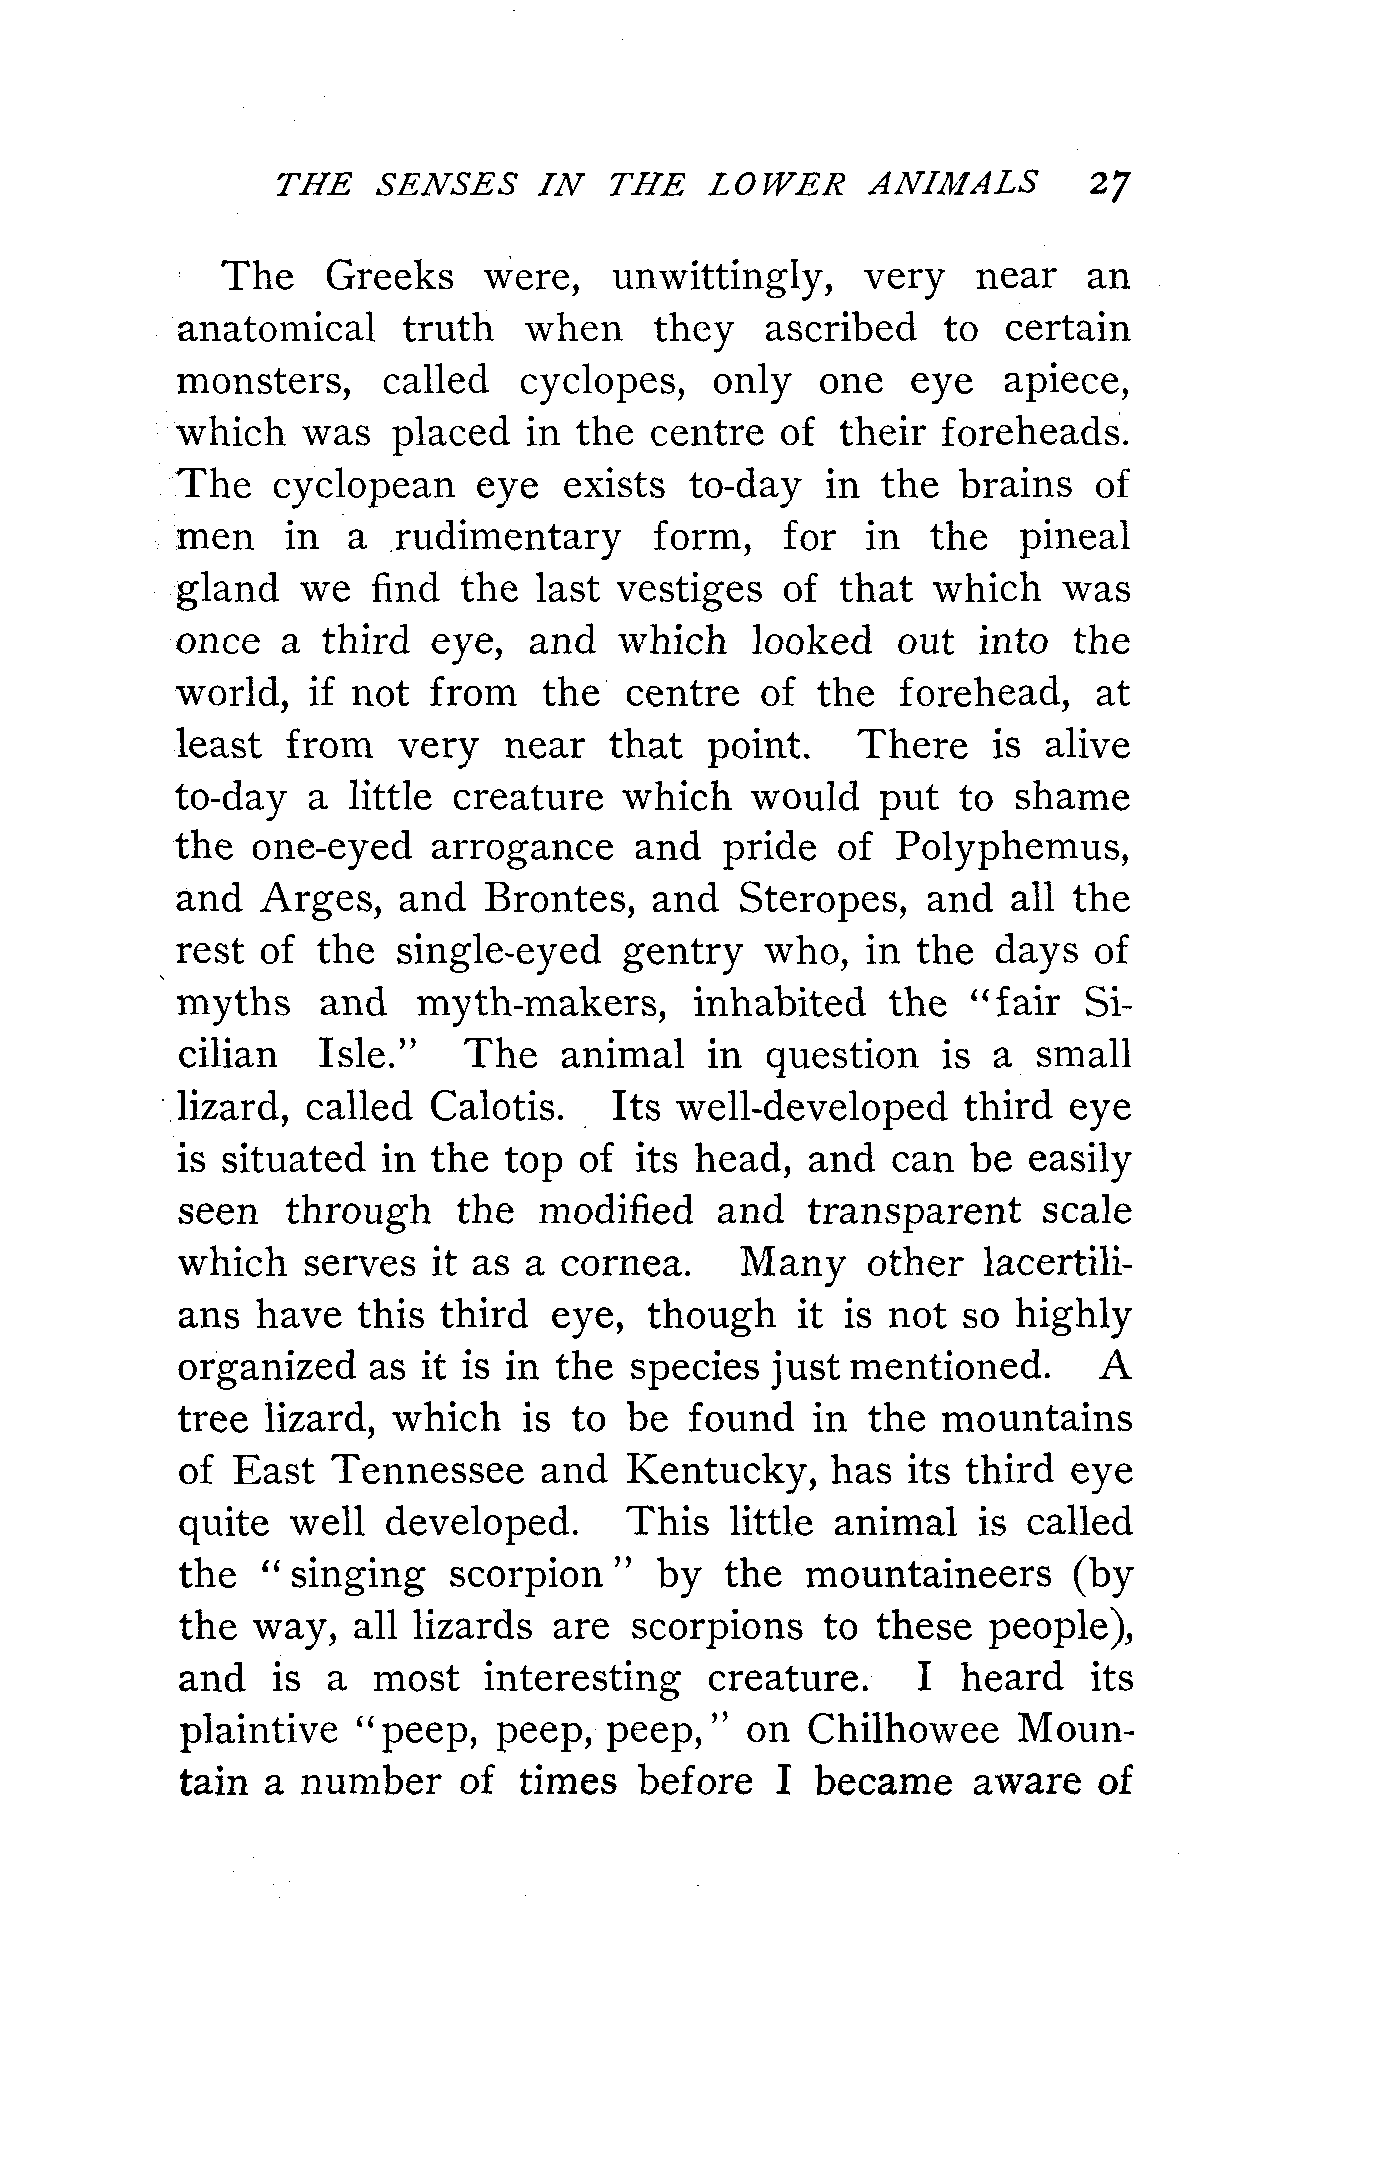 THE SENSES IN THE LOWER ANIMALS 27
The Greeks were, unwittingly, very near an
anatomical truth when they ascribed to certain
monsters, called cyclopes, only one eye apiece,
which was placed in the centre of their foreheads.
The cyclopean eye exists to-day in the brains of
men in a rudimentary form, for in the pineal
gland we find the last vestiges of that which was
once a third eye, and which looked out into the
world, if not from the centre of the forehead, at
least from very near that point. There is alive
to-day a little creature which would put to shame
the one-eyed arrogance and pride of Polyphemus,
and Arges, and Brontes, and Steropes, and all the
rest of the single-eyed gentry who, in the days of
myths and myth-makers, inhabited the “fair Si-
cilian Isle.” The animal in question is a small
lizard, called Calotis. Its well-developed third eye
is situated in the top of its head, and can be easily
seen through the modified and transparent scale
which serves it as a cornea. Many other lacertili-
ans have this third eye, though it is not so highly
organized as it is in the species just mentioned. A
tree lizard, which is to be found in the mountains
of East Tennessee and Kentucky, has its third eye
quite well developed. This little animal is called
the “singing scorpion” by the mountaineers (by
the way, all lizards are scorpions to these people),
and is a most interesting creature. I heard its
plaintive “peep, peep, peep,” on Chilhowee Moun-
tain a number of times before I became aware of